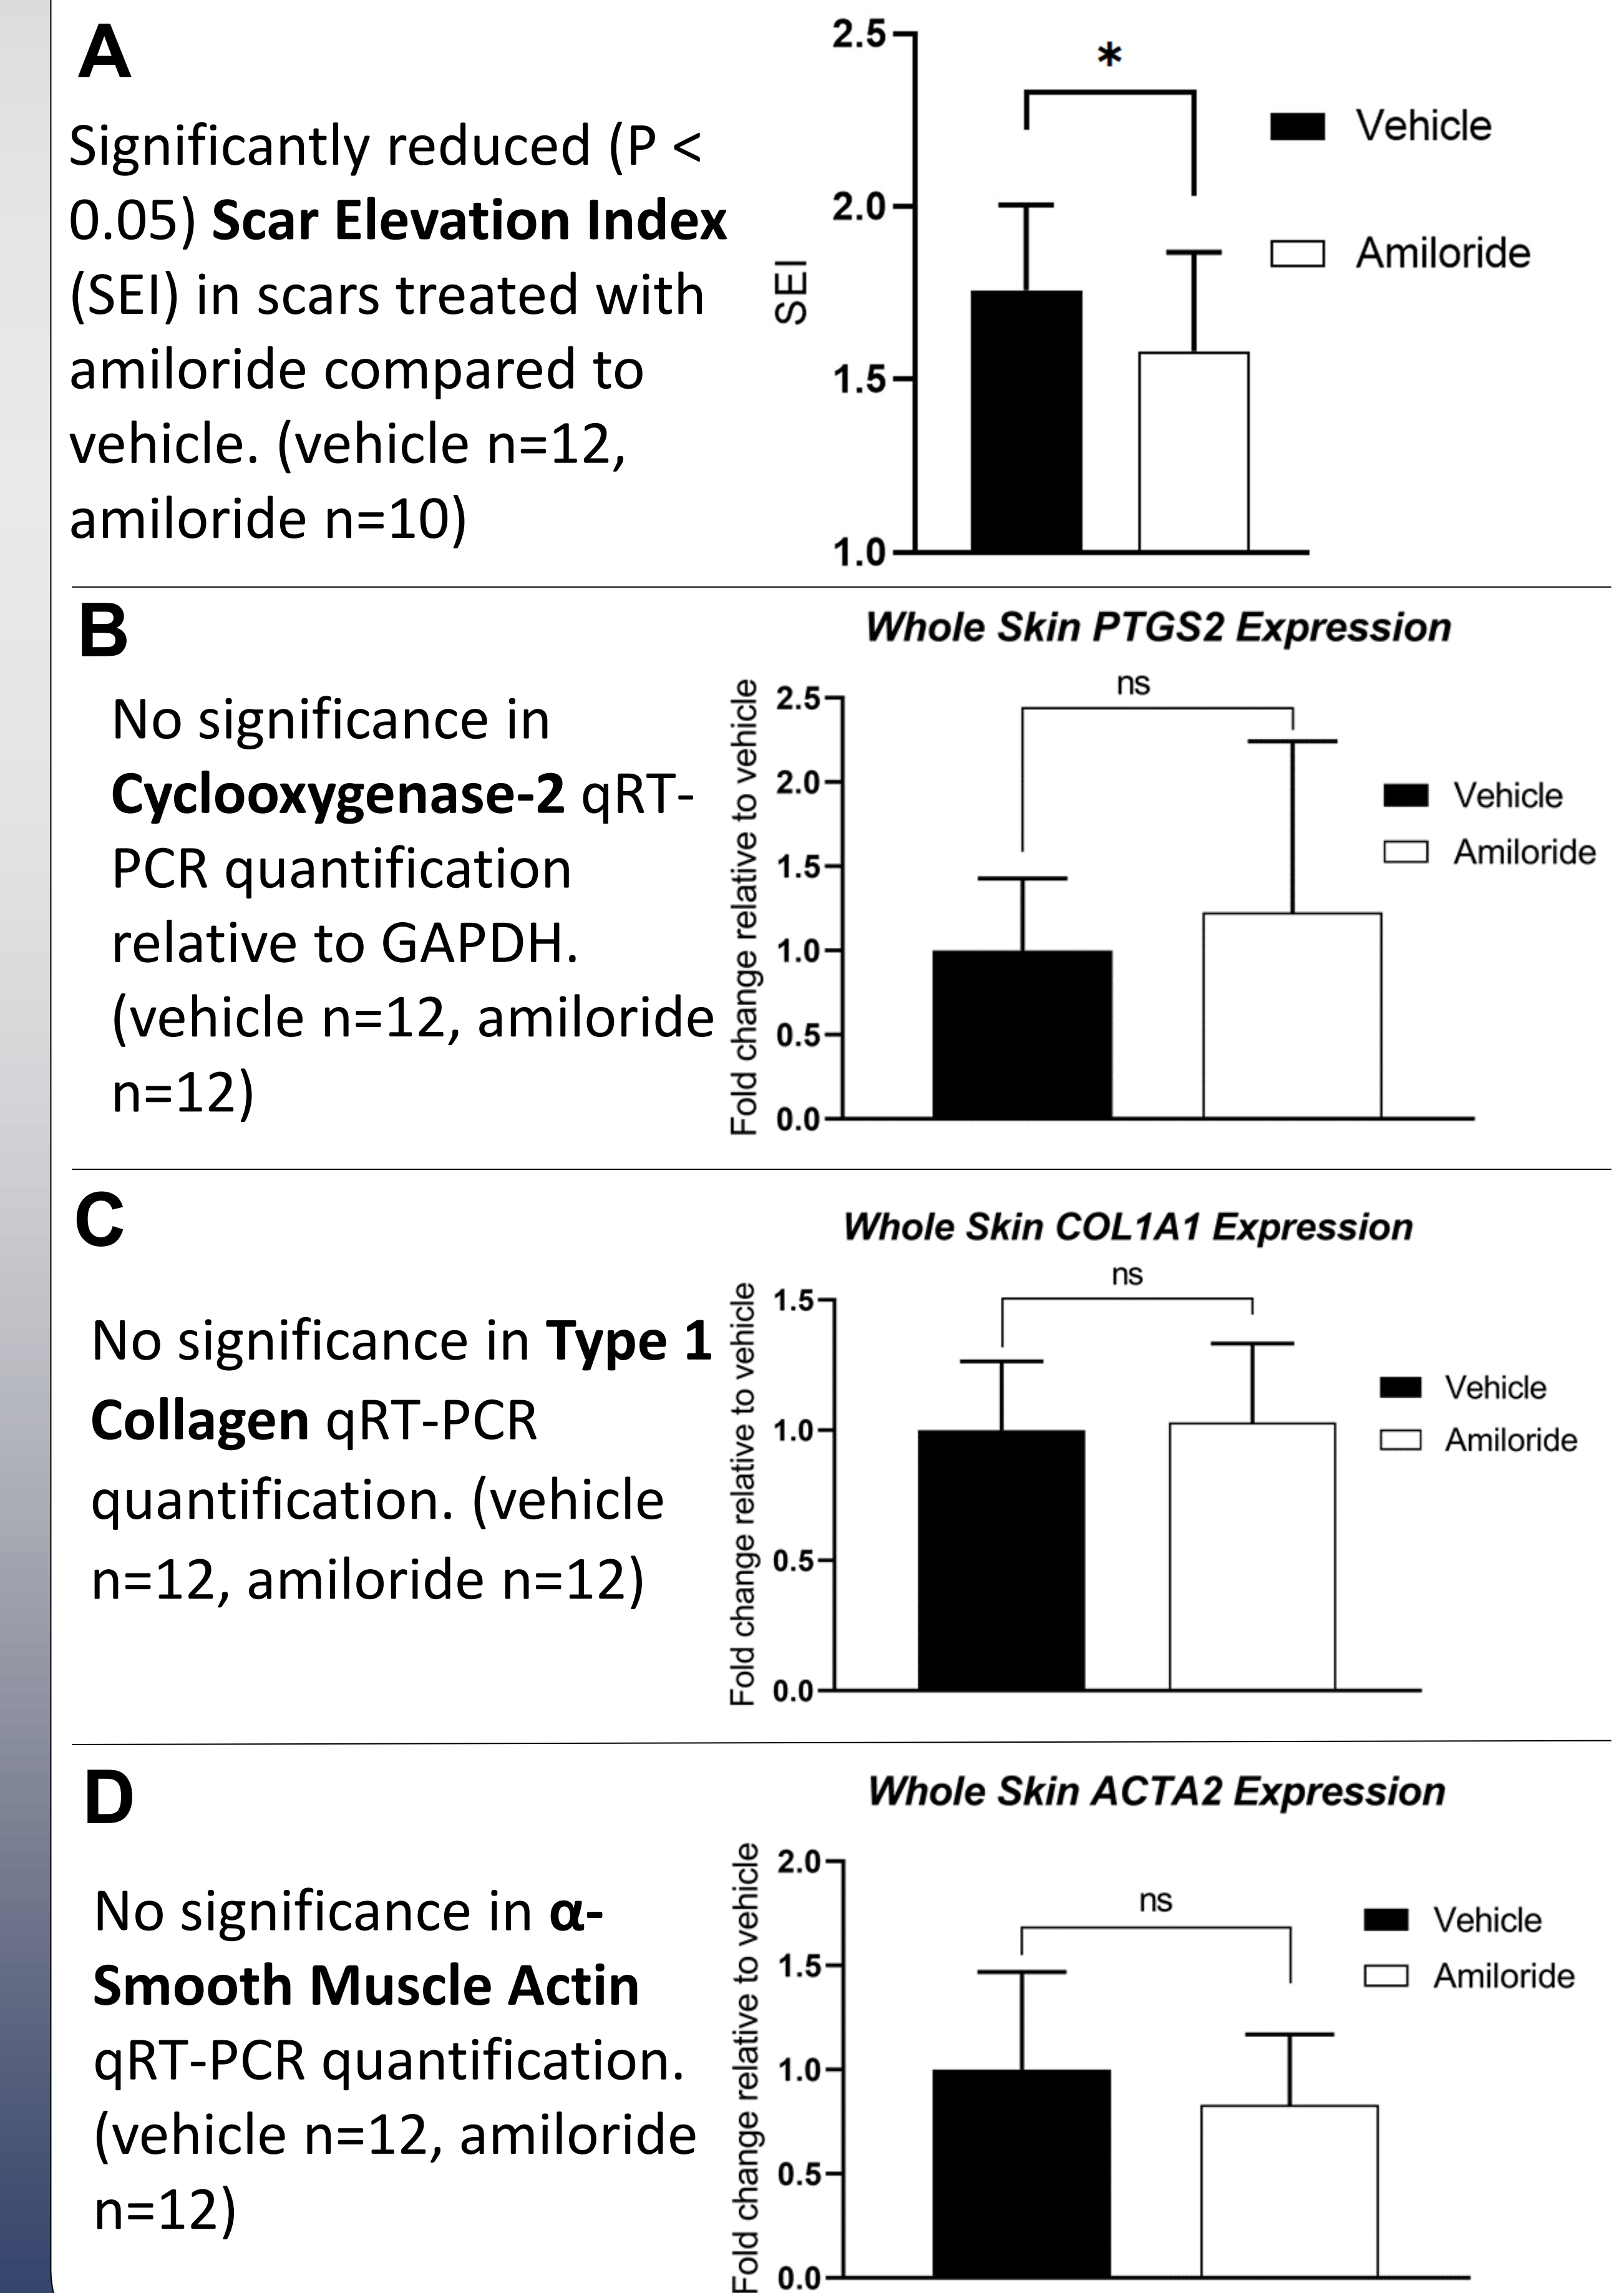 A
Significantly reduced (P <
0.05) Scar Elevation Index
(SEI) in scars treated with
amiloride compared to
vehicle. (vehicle n=12,
amiloride n=10)
2.5
2.0
1.5
1.0
SEI
*
Vehicle
Amiloride
B
No significance in
Cyclooxygenase-2 qRT-
PCR quantification
relative to GAPDH.
(vehicle n=12, amiloride
n=12)
Whole Skin PTGS2 Expression
Fold change relative to vehicle
2.5
2.0
1.5
1.0
0.5
0.0
ns
Vehicle
Amiloride
C
No significance in Type 1
Collagen qRT-PCR
quantification. (vehicle
n=12, amiloride n=12)
Whole Skin COL1A1 Expression
Fold change relative to vehicle
1.5
1.0
0.5
0.0
ns
Vehicle
Amiloride
D
No significance in α-
Smooth Muscle Actin
qRT-PCR quantification.
(vehicle n=12, amiloride
n=12)
Whole Skin ACTA2 Expression
Fold change relative to vehicle
2.0
1.5
1.0
0.5
0.0
ns
Vehicle
Amiloride